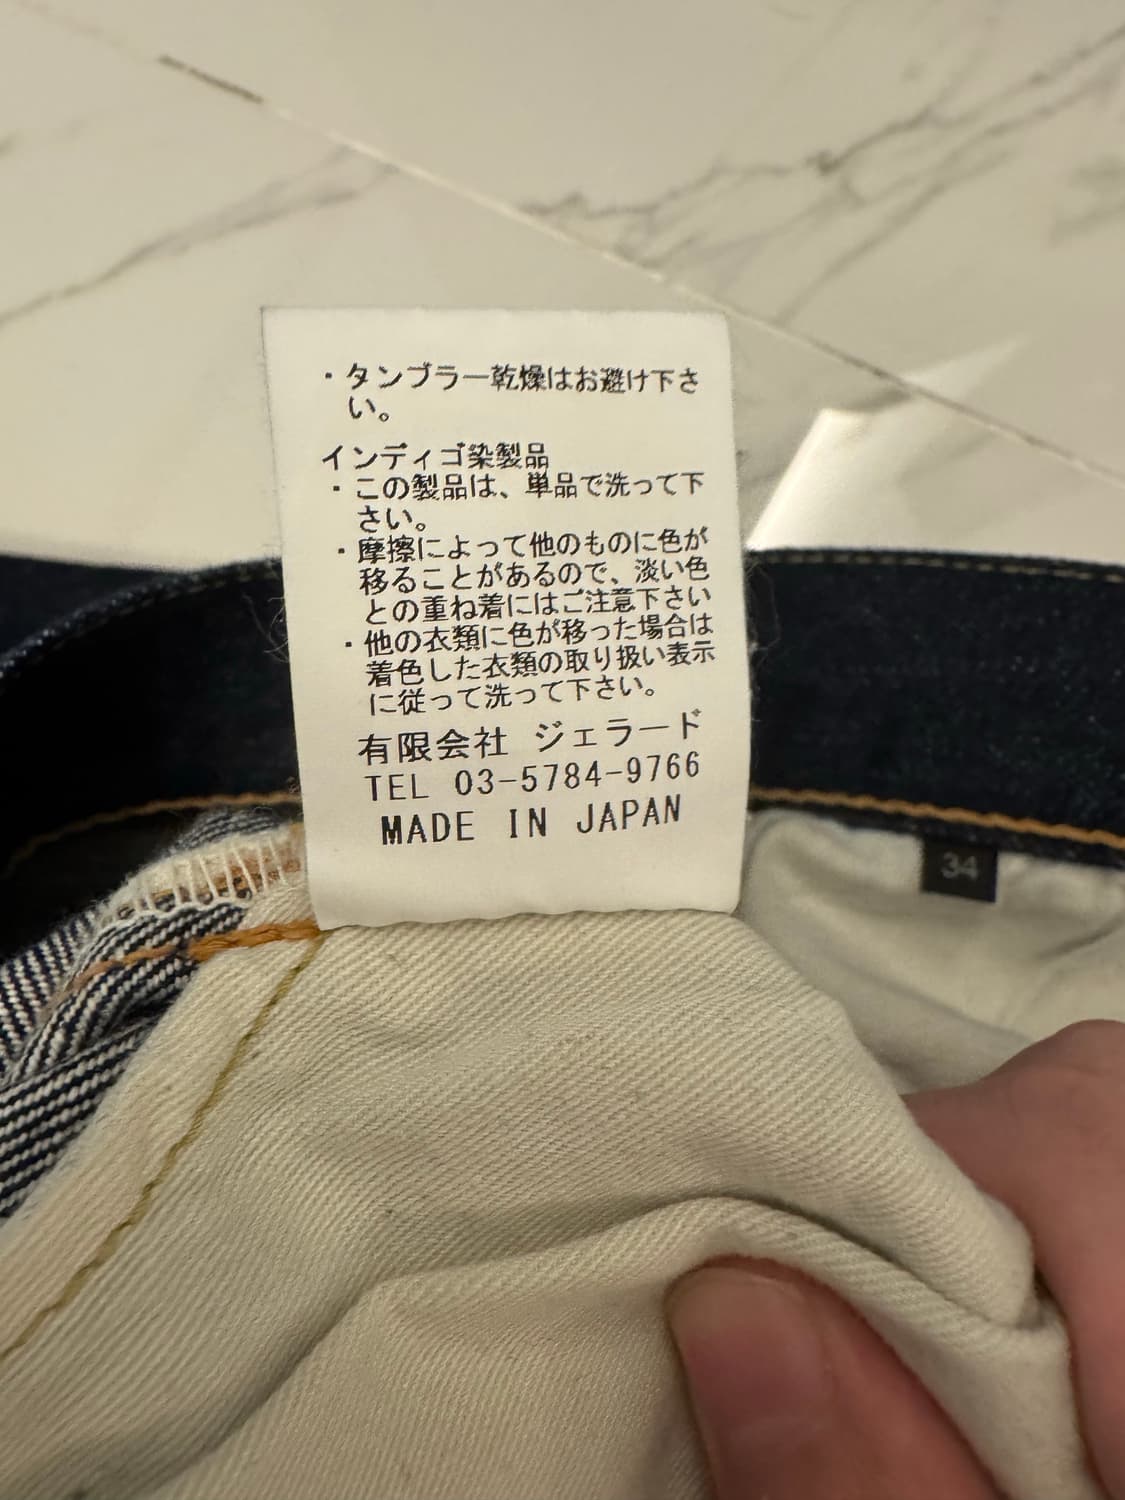 ・タンブラー乾燥はお避け下さ
い。
インディゴ染製品
・この製品は、単品で洗って下
さい。
・摩擦によって他のものに色が
移ることがあるので、淡い色
との重ね着にはご注意下さい
・他の衣類に色が移った場合は
着色した衣類の取り扱い表示
に従って洗って下さい。
有限会社 ジェラード
TEL 03-5784-9766
MADE IN JAPAN
34